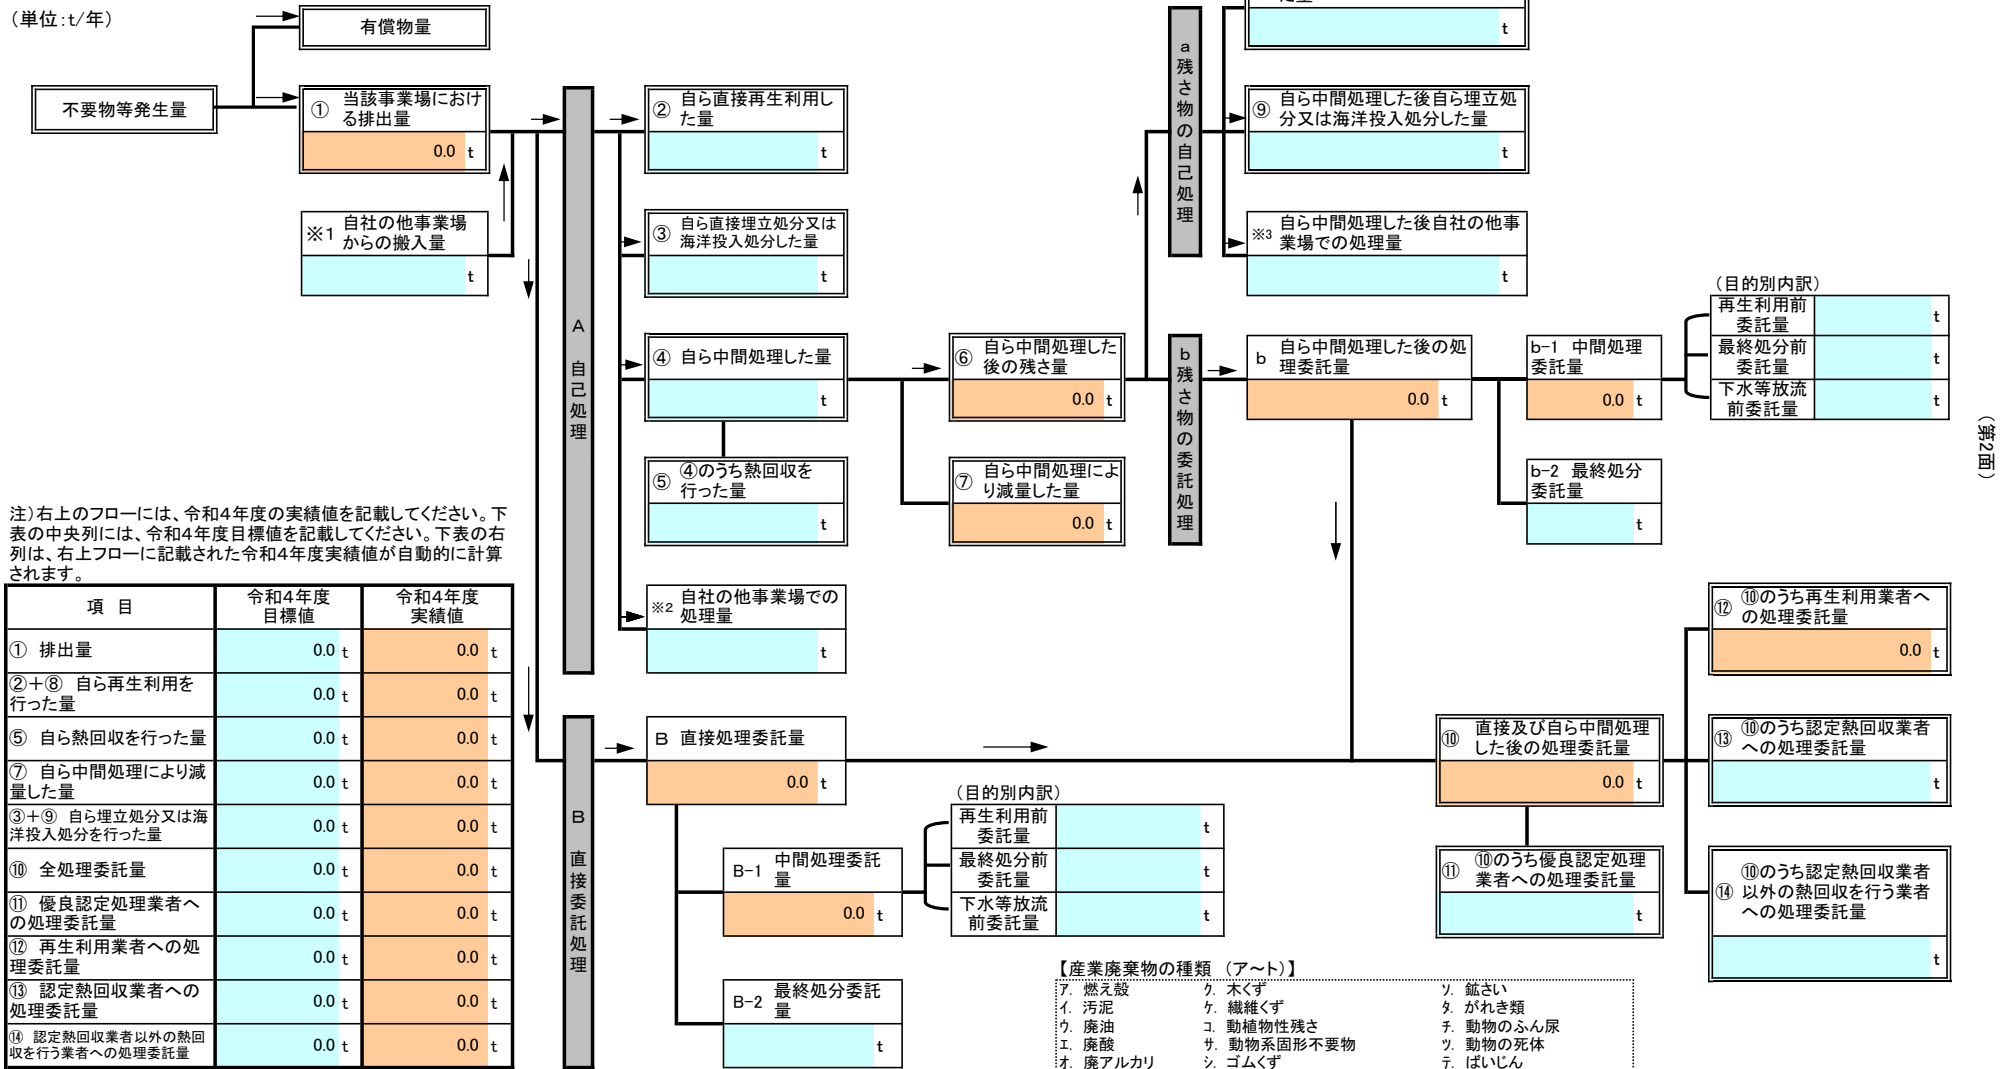 (単位:t/年)
有償物量
不要物等発生量
① 当該事業場におけ
る排出量
0.0 t
※1 自社の他事業場
からの搬入量
t
A 自己処理
② 自ら直接再生利用し
た量
t
③ 自ら直接埋立処分又は
海洋投入処分した量
t
④ 自ら中間処理した量
t
⑤ ④のうち熱回収を
行った量
t
※2 自社の他事業場での
処理量
t
⑥ 自ら中間処理した
後の残さ量
0.0 t
⑦ 自ら中間処理によ
り減量した量
0.0 t
a 残さ物の自己処理
t
⑨ 自ら中間処理した後自ら埋立処
分又は海洋投入処分した量
t
※3 自ら中間処理した後自社の他事
業場での処理量
t
b 残さ物の委託処理
b 自ら中間処理した後の処
理委託量
0.0 t
b-1 中間処理
委託量
0.0 t
b-2 最終処分
委託量
t
(目的別内訳)
再生利用前
委託量
t
最終処分前
委託量
t
下水等放流
前委託量
t
(第2面)
注)右上のフローには、令和4年度の実績値を記載してください。下
表の中央列には、令和4年度目標値を記載してください。下表の右
列は、右上フローに記載された令和4年度実績値が自動的に計算
されます。
項 目 令和4年度
目標値 令和4年度
実績値
① 排出量 0.0 t 0.0 t
②+⑧ 自ら再生利用を
行った量 0.0 t 0.0 t
⑤ 自ら熱回収を行った量 0.0 t 0.0 t
⑦ 自ら中間処理により減
量した量 0.0 t 0.0 t
③+⑨ 自ら埋立処分又は海
洋投入処分を行った量 0.0 t 0.0 t
⑩ 全処理委託量 0.0 t 0.0 t
⑪ 優良認定処理業者へ
の処理委託量 0.0 t 0.0 t
⑫ 再生利用業者への処
理委託量 0.0 t 0.0 t
⑬ 認定熱回収業者への
処理委託量 0.0 t 0.0 t
⑭ 認定熱回収業者以外の熱回
収を行う業者への処理委託量 0.0 t 0.0 t
B 直接委託処理
B 直接処理委託量
0.0 t
B-1 中間処理委託
量
0.0 t
B-2 最終処分委託
量
t
(目的別内訳)
再生利用前
委託量
t
最終処分前
委託量
t
下水等放流
前委託量
t
⑩ 直接及び自ら中間処理
した後の処理委託量
0.0 t
⑪ ⑩のうち優良認定処理
業者への処理委託量
t
⑫ ⑩のうち再生利用業者へ
の処理委託量
0.0 t
⑬ ⑩のうち認定熱回収業者
への処理委託量
t
⑭ ⑩のうち認定熱回収業者
以外の熱回収を行う業者
への処理委託量
t
【産業廃棄物の種類 (ア~ト)】
ア. 燃え殻 ク. 木くず ソ. 鉱さい
イ. 汚泥 ケ. 繊維くず タ. がれき類
ウ. 廃油 コ. 動植物性残さ チ. 動物のふん尿
エ. 廃酸 サ. 動物系固形不要物 ツ. 動物の死体
オ. 廃アルカリ シ. ゴムくず テ. ばいじん